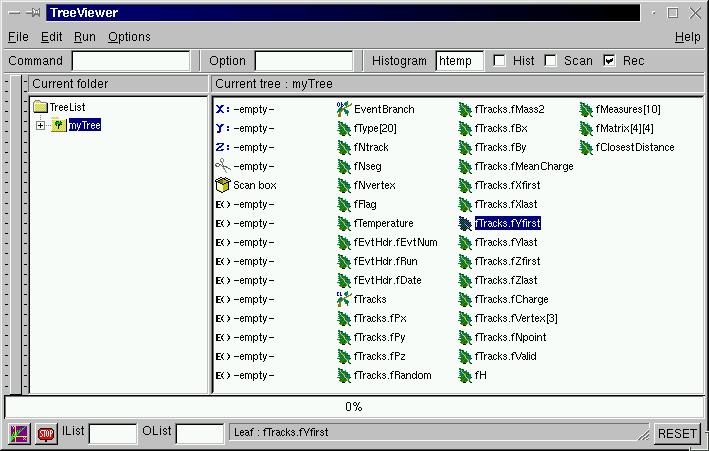 TreeViewer
File Edit Run Options Help
Command Option Histogram htemp Hist Scan Rec
Current folder Current tree : myTree
TreeList
myTree
X: -empty- EventBranch fTracks.fMass2 fMeasures[10]
Y: -empty- fType[20] fTracks.fBx fMatrix[4][4]
Z: -empty- fNtrack fTracks.fBy fClosestDistance
-empty- fNseg fTracks.fMeanCharge
Scan box fNvertex fTracks.fXfirst
E() -empty- fFlag fTracks.fXlast
E() -empty- fTemperature fTracks.fYfirst
E() -empty- fEvtHdr.fEvtNum fTracks.fYlast
E() -empty- fEvtHdr.fRun fTracks.fZfirst
E() -empty- fEvtHdr.fDate fTracks.fZlast
E() -empty- fTracks fTracks.fCharge
E() -empty- fTracks.fPx fTracks.fVertex[3]
E() -empty- fTracks.fPy fTracks.fNpoint
E() -empty- fTracks.fPz fTracks.fValid
E() -empty- fTracks.fRandom fH
0%
STOP IList OList Leaf : fTracks.fYfirst RESET